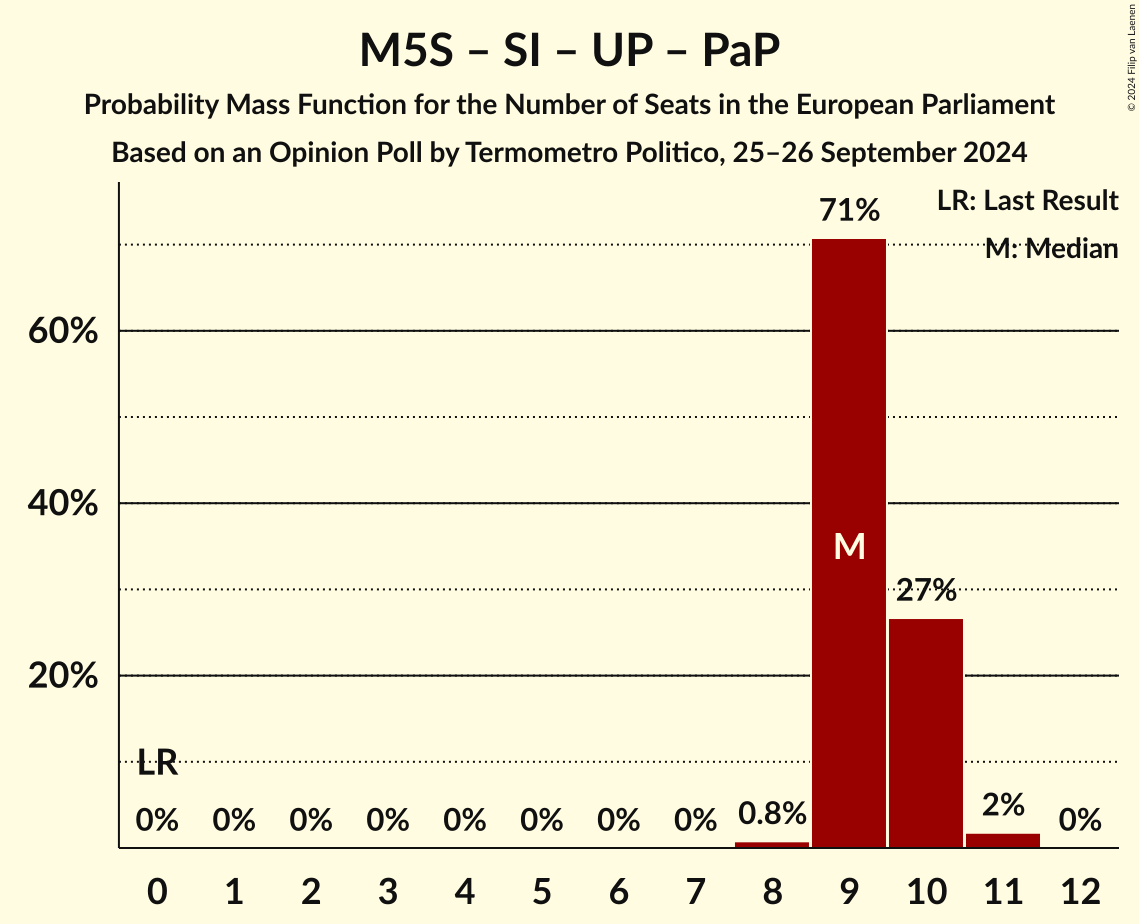 M5S – SI – UP – PaP
Probability Mass Function for the Number of Seats in the European Parliament
Based on an Opinion Poll by Termometro Politico, 25–26 September 2024
© 2024 Filip van Laenen
LR: Last Result
M: Median
71%
60%
40%
M
27%
20%
LR
0% 0% 0% 0% 0% 0% 0% 0% 0.8% 2% 0%
0 1 2 3 4 5 6 7 8 9 10 11 12